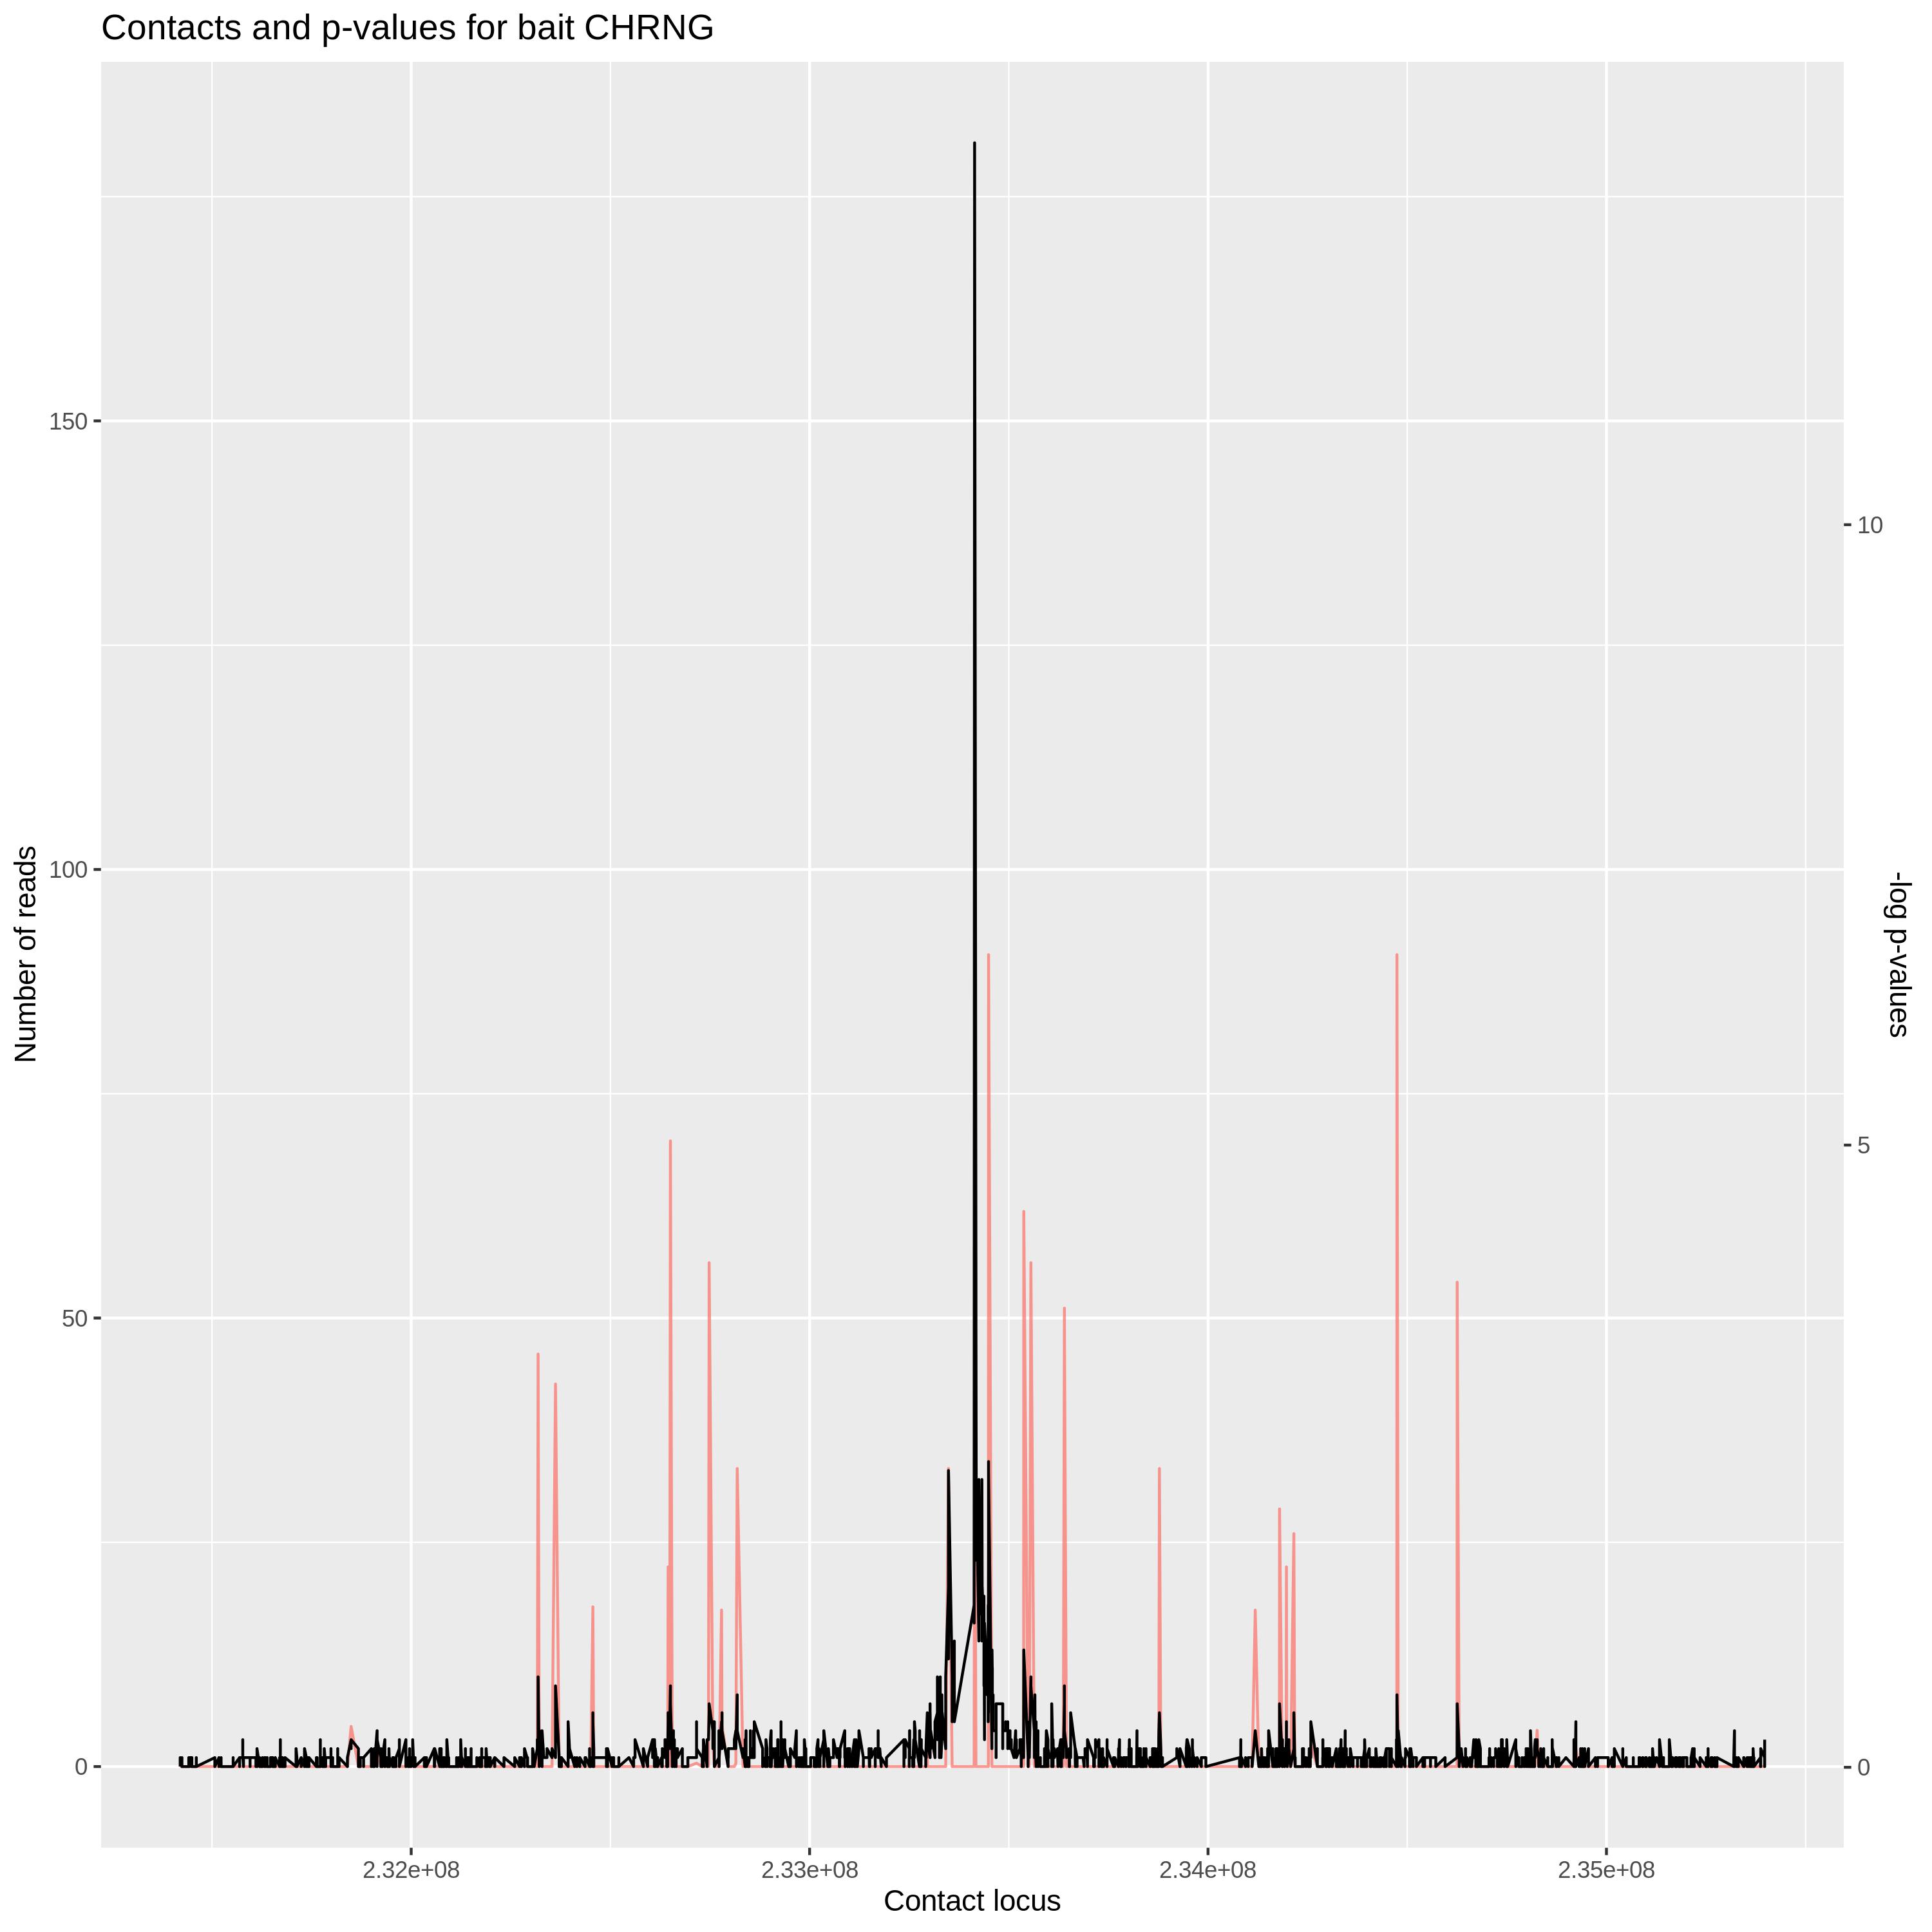 Contacts and p-values for bait CHRNG
150
100
50
0
Number of reads
10
5
0
-log p-values
2.32e+08 2.33e+08 2.34e+08 2.35e+08
Contact locus